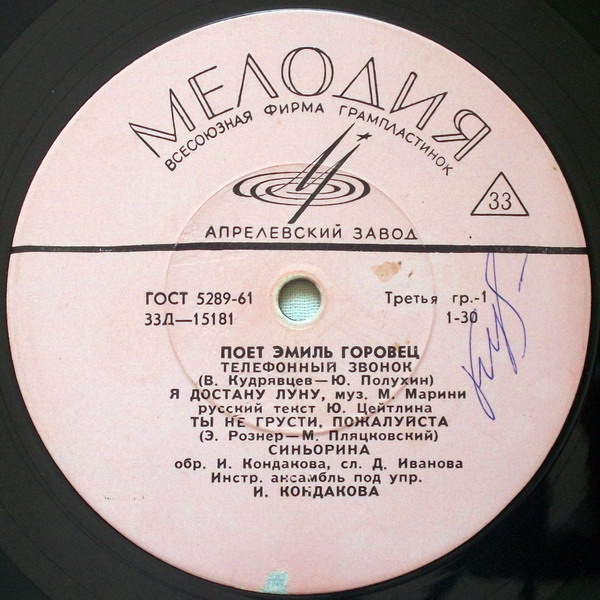 МЕЛОДИЯ
ВСЕСОЮЗНАЯ ФИРМА ГРАМПЛАСТИНОК
33
АПРЕЛЕВСКИЙ ЗАВОД
ГОСТ 5289-61
Третья гр.-1
33Д—15181
1-30
ПОЕТ ЭМИЛЬ ГОРОВЕЦ
ТЕЛЕФОННЫЙ ЗВОНОК
(В. Кудрявцев—Ю. Полухин)
Я ДОСТАНУ ЛУНУ, муз. М. Марини
русский текст Ю. Цейтлина
ТЫ НЕ ГРУСТИ, ПОЖАЛУЙСТА
(Э. Рознер—М. Пляцковский)
СИНЬОРИНА
обр. И. Кондакова, сл. Д. Иванова
Инстр. ансамбль под упр.
И. КОНДАКОВА